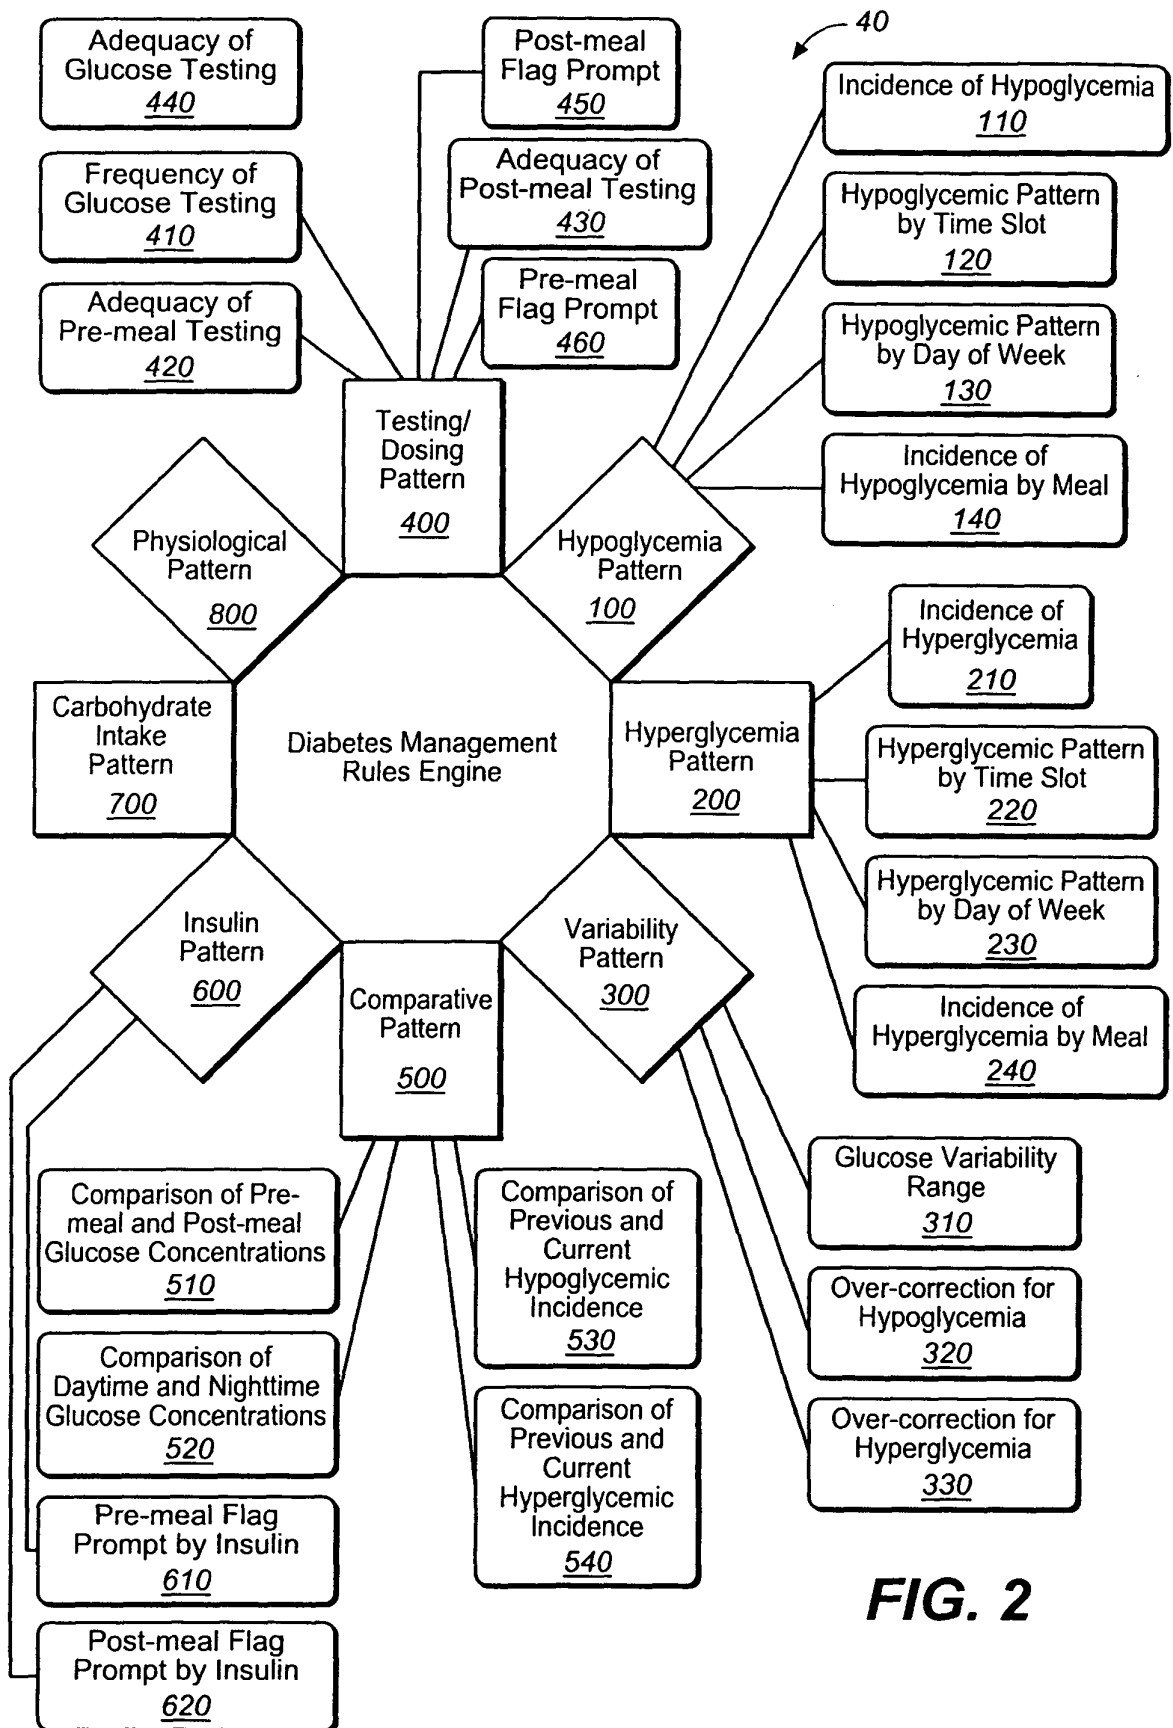 40
Adequacy of
Glucose Testing
440
Frequency of
Glucose Testing
410
Adequacy of
Pre-meal Testing
420
Post-meal
Flag Prompt
450
Adequacy of
Post-meal Testing
430
Pre-meal
Flag Prompt
460
Incidence of Hypoglycemia
110
Hypoglycemic Pattern
by Time Slot
120
Hypoglycemic Pattern
by Day of Week
130
Incidence of
Hypoglycemia by Meal
140
Testing/
Dosing
Pattern
400
Physiological
Pattern
800
Hypoglycemia
Pattern
100
Carbohydrate
Intake
Pattern
700
Diabetes Management
Rules Engine
Hyperglycemia
Pattern
200
Incidence of
Hyperglycemia
210
Hyperglycemic Pattern
by Time Slot
220
Hyperglycemic Pattern
by Day of Week
230
Incidence of
Hyperglycemia by Meal
240
Insulin
Pattern
600
Comparative
Pattern
500
Variability
Pattern
300
Glucose Variability
Range
310
Over-correction for
Hypoglycemia
320
Over-correction for
Hyperglycemia
330
Comparison of Pre-
meal and Post-meal
Glucose Concentrations
510
Comparison of
Daytime and Nighttime
Glucose Concentrations
520
Pre-meal Flag
Prompt by Insulin
610
Post-meal Flag
Prompt by Insulin
620
Comparison of
Previous and
Current
Hypoglycemic
Incidence
530
Comparison of
Previous and
Current
Hyperglycemic
Incidence
540
FIG. 2